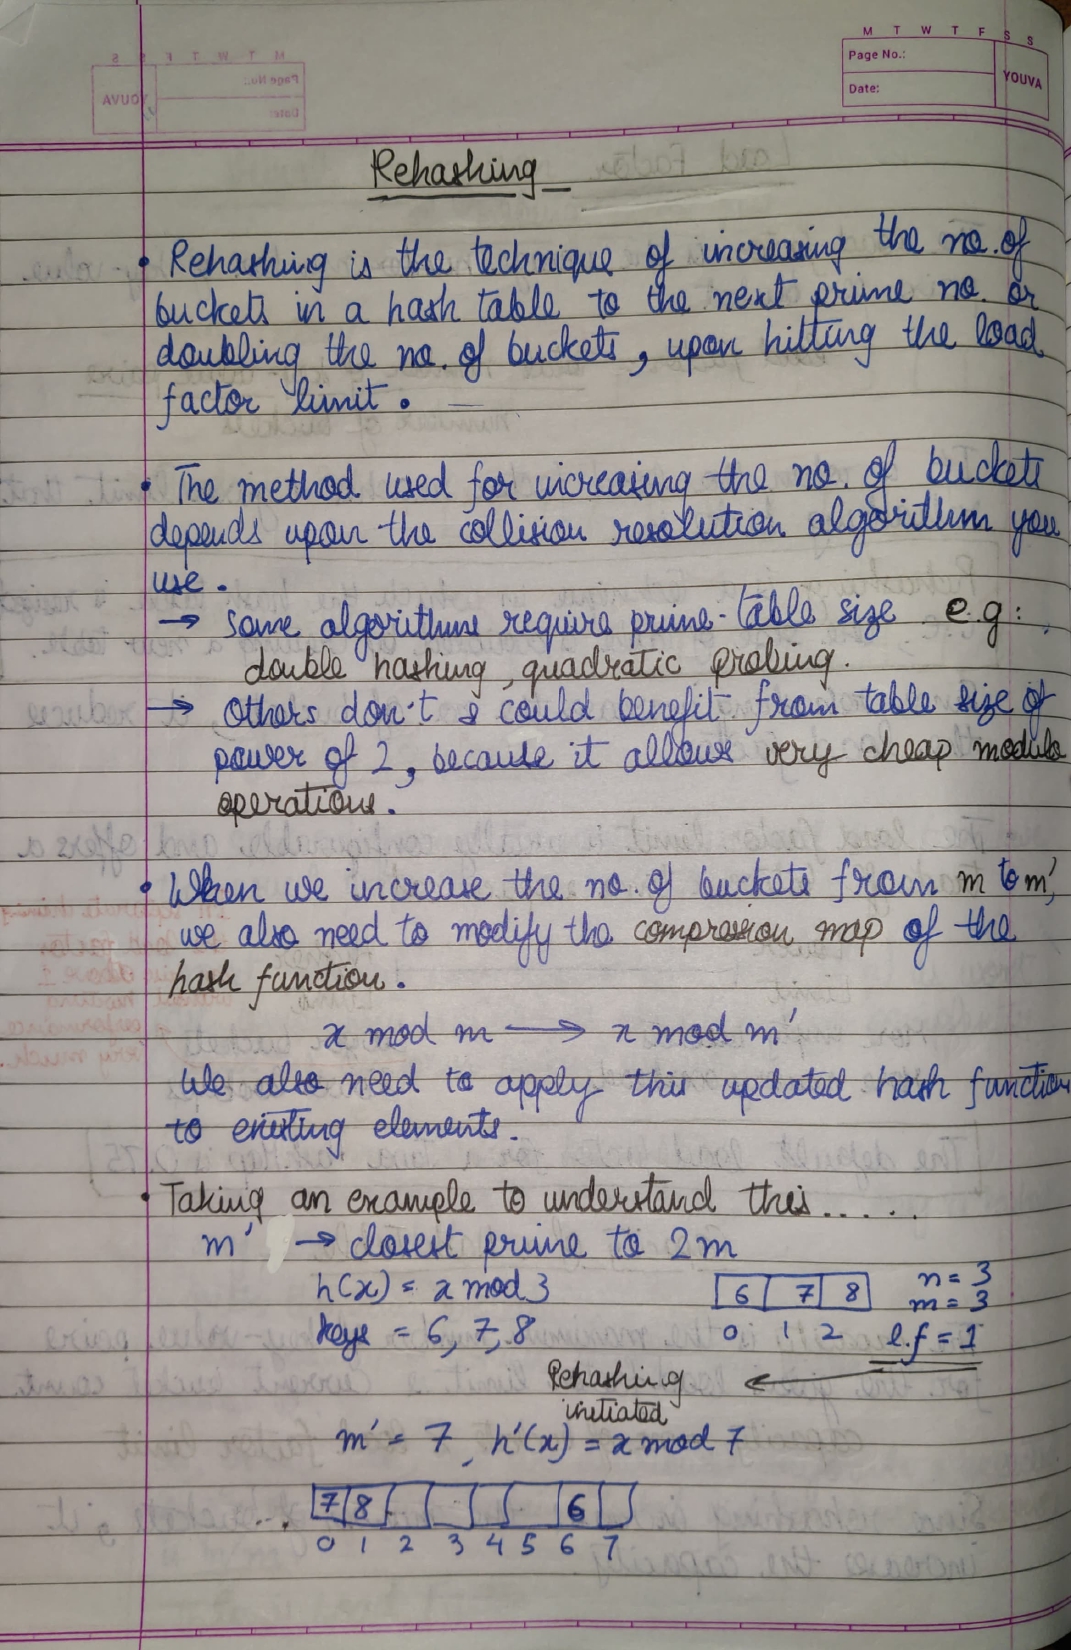 M T W T F S S
Page No.:
YOUVA
Date:
Rehashing
• Rehashing is the technique of increasing the no. of
buckets in a hash table to the next prime no. or
doubling the no. of buckets, upon hitting the load
factor limit.
• The method used for increasing the no. of buckets
depends upon the collision resolution algorithm you
use.
→ Some algorithms require prime-table size e.g:
double hashing, quadratic probing.
→ Others don't & could benefit from table size of
power of 2, because it allows very cheap modulo
operations.
• When we increase the no. of buckets from m to m',
we also need to modify the compression map of the
hash function.
x mod m → x mod m'
We also need to apply this updated hash function
to existing elements.
• Taking an example to understand this.....
m' → closest prime to 2m
h(x) = x mod 3
6 7 8
n = 3
m = 3
keys = 6, 7, 8
0 1 2
l.f = 1
Rehashing ←
initiated
m' = 7, h'(x) = x mod 7
7 8 6
0 1 2 3 4 5 6 7